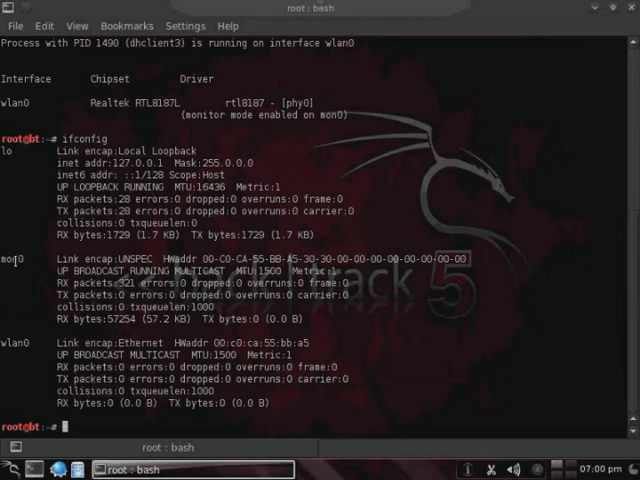 root : bash
File Edit View Bookmarks Settings Help
Process with PID 1490 (dhclient3) is running on interface wlan0
Interface Chipset Driver
wlan0 Realtek RTL8187L rtl8187 - [phy0]
(monitor mode enabled on mon0)
root@bt:~# ifconfig
lo Link encap:Local Loopback
inet addr:127.0.0.1 Mask:255.0.0.0
inet6 addr: ::1/128 Scope:Host
UP LOOPBACK RUNNING MTU:16436 Metric:1
RX packets:28 errors:0 dropped:0 overruns:0 frame:0
TX packets:28 errors:0 dropped:0 overruns:0 carrier:0
collisions:0 txqueuelen:0
RX bytes:1729 (1.7 KB) TX bytes:1729 (1.7 KB)
mon0 Link encap:UNSPEC HWaddr 00-C0-CA-55-BB-A5-30-30-00-00-00-00-00-00-00-00
UP BROADCAST RUNNING MULTICAST MTU:1500 Metric:1
RX packets:321 errors:0 dropped:0 overruns:0 frame:0
TX packets:0 errors:0 dropped:0 overruns:0 carrier:0
collisions:0 txqueuelen:1000
RX bytes:57254 (57.2 KB) TX bytes:0 (0.0 B)
<< back | track 5
wlan0 Link encap:Ethernet HWaddr 00:c0:ca:55:bb:a5
UP BROADCAST MULTICAST MTU:1500 Metric:1
RX packets:0 errors:0 dropped:0 overruns:0 frame:0
TX packets:0 errors:0 dropped:0 overruns:0 carrier:0
collisions:0 txqueuelen:1000
RX bytes:0 (0.0 B) TX bytes:0 (0.0 B)
root@bt:~#
root : bash
root : bash
07:00 pm